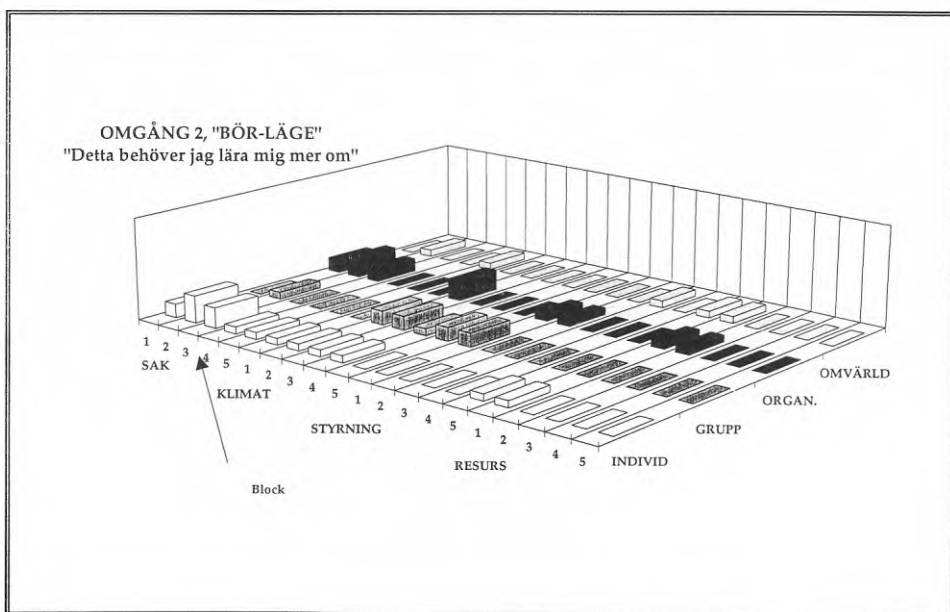 OMGÅNG 2, "BÖR-LÄGE"
"Detta behöver jag lära mig mer om"
1
2
3
4
5
1
2
3
4
5
1
2
3
4
5
1
2
3
4
5
SAK
KLIMAT
STYRNING
RESURS
INDIVID
GRUPP
ORGAN.
OMVÄRLD
Block